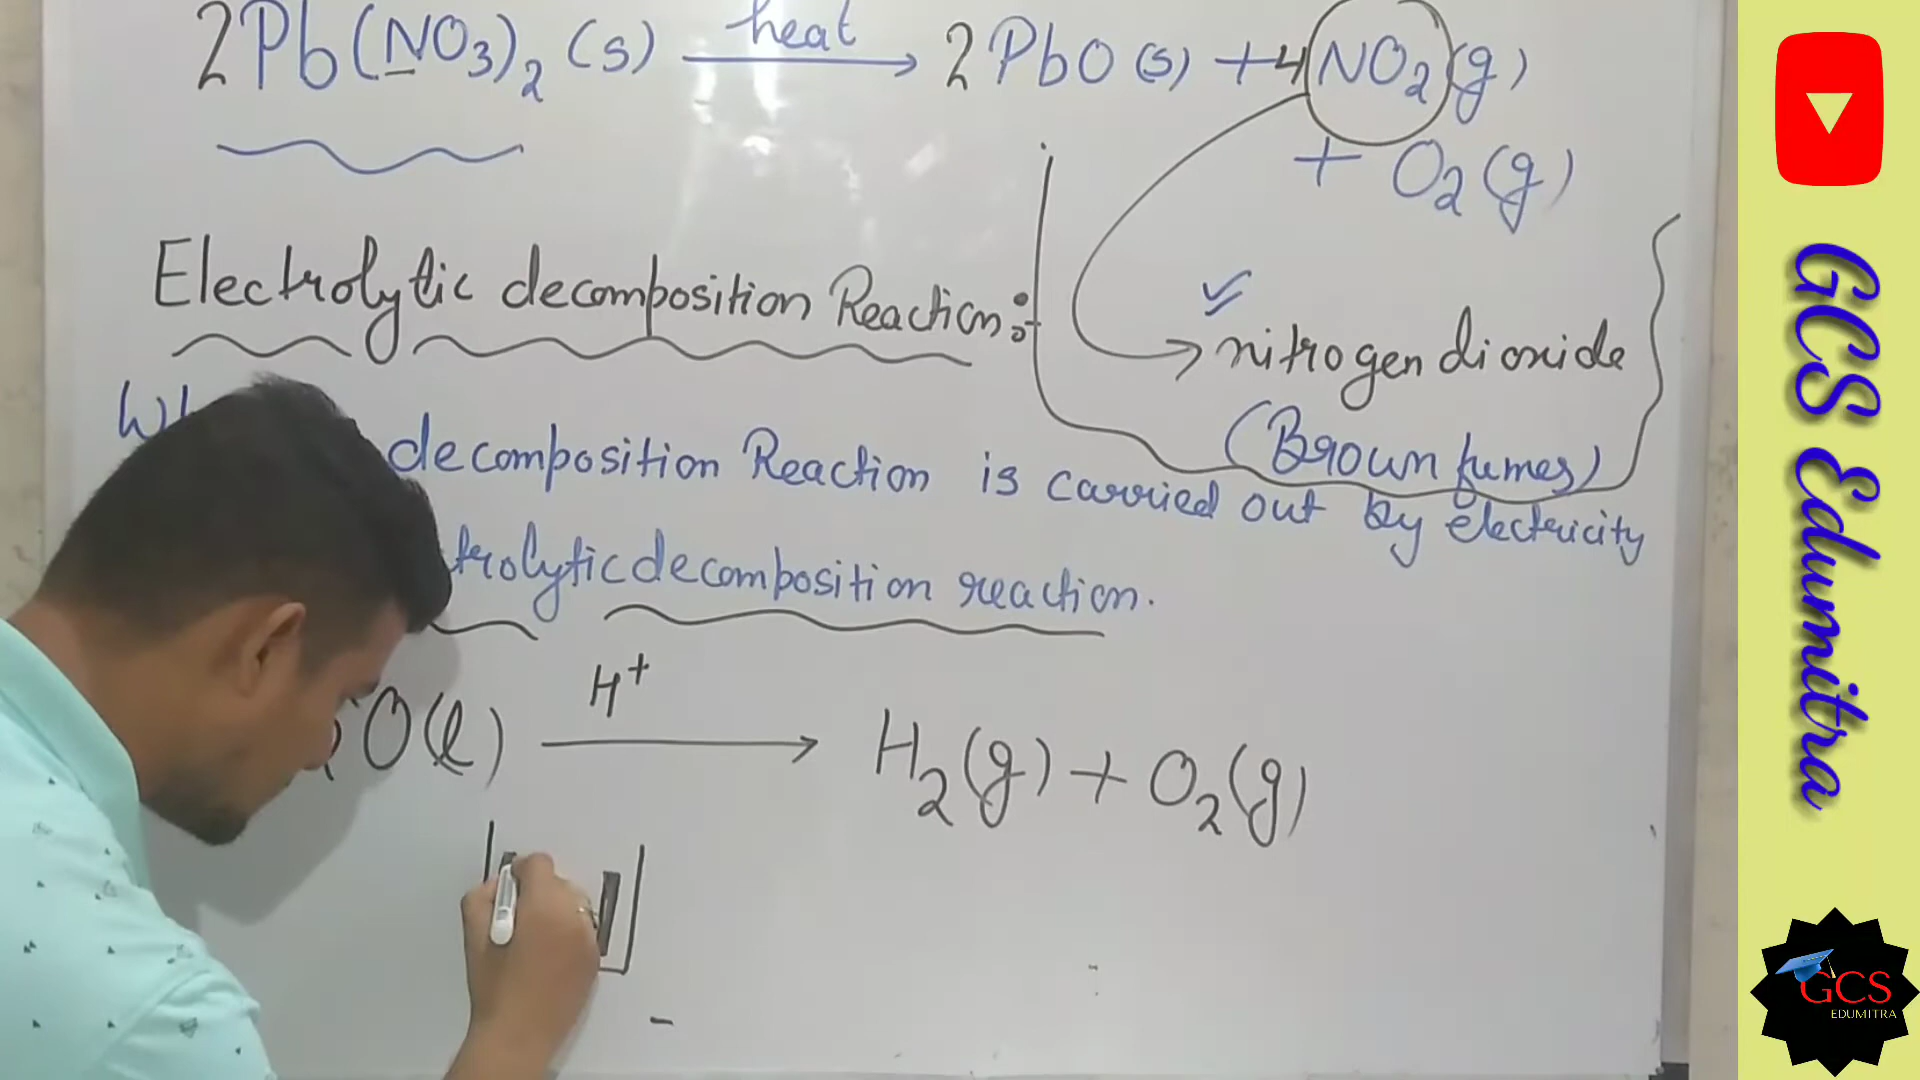 2Pb(NO3)2 (s) heat → 2PbO(s) + 4NO2(g)
+ O2(g)
Electrolytic decomposition Reaction:
→ nitrogen dioxide
(Brown fumes)
decomposition Reaction is carried out by electricity
decomposition reaction.
O(l) H+ → H2(g) + O2(g)
GCS Edumitra
GCS
EDUMITRA